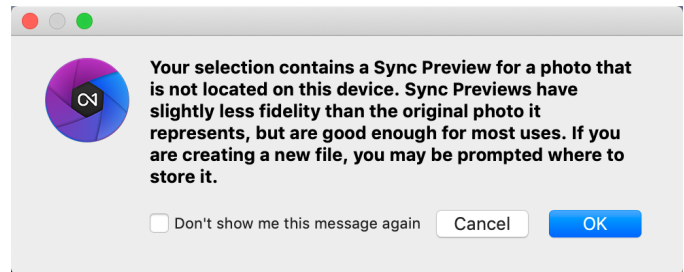 Your selection contains a Sync Preview for a photo that
is not located on this device. Sync Previews have
slightly less fidelity than the original photo it
represents, but are good enough for most uses. If you
are creating a new file, you may be prompted where to
store it.
Don't show me this message again
Cancel
OK